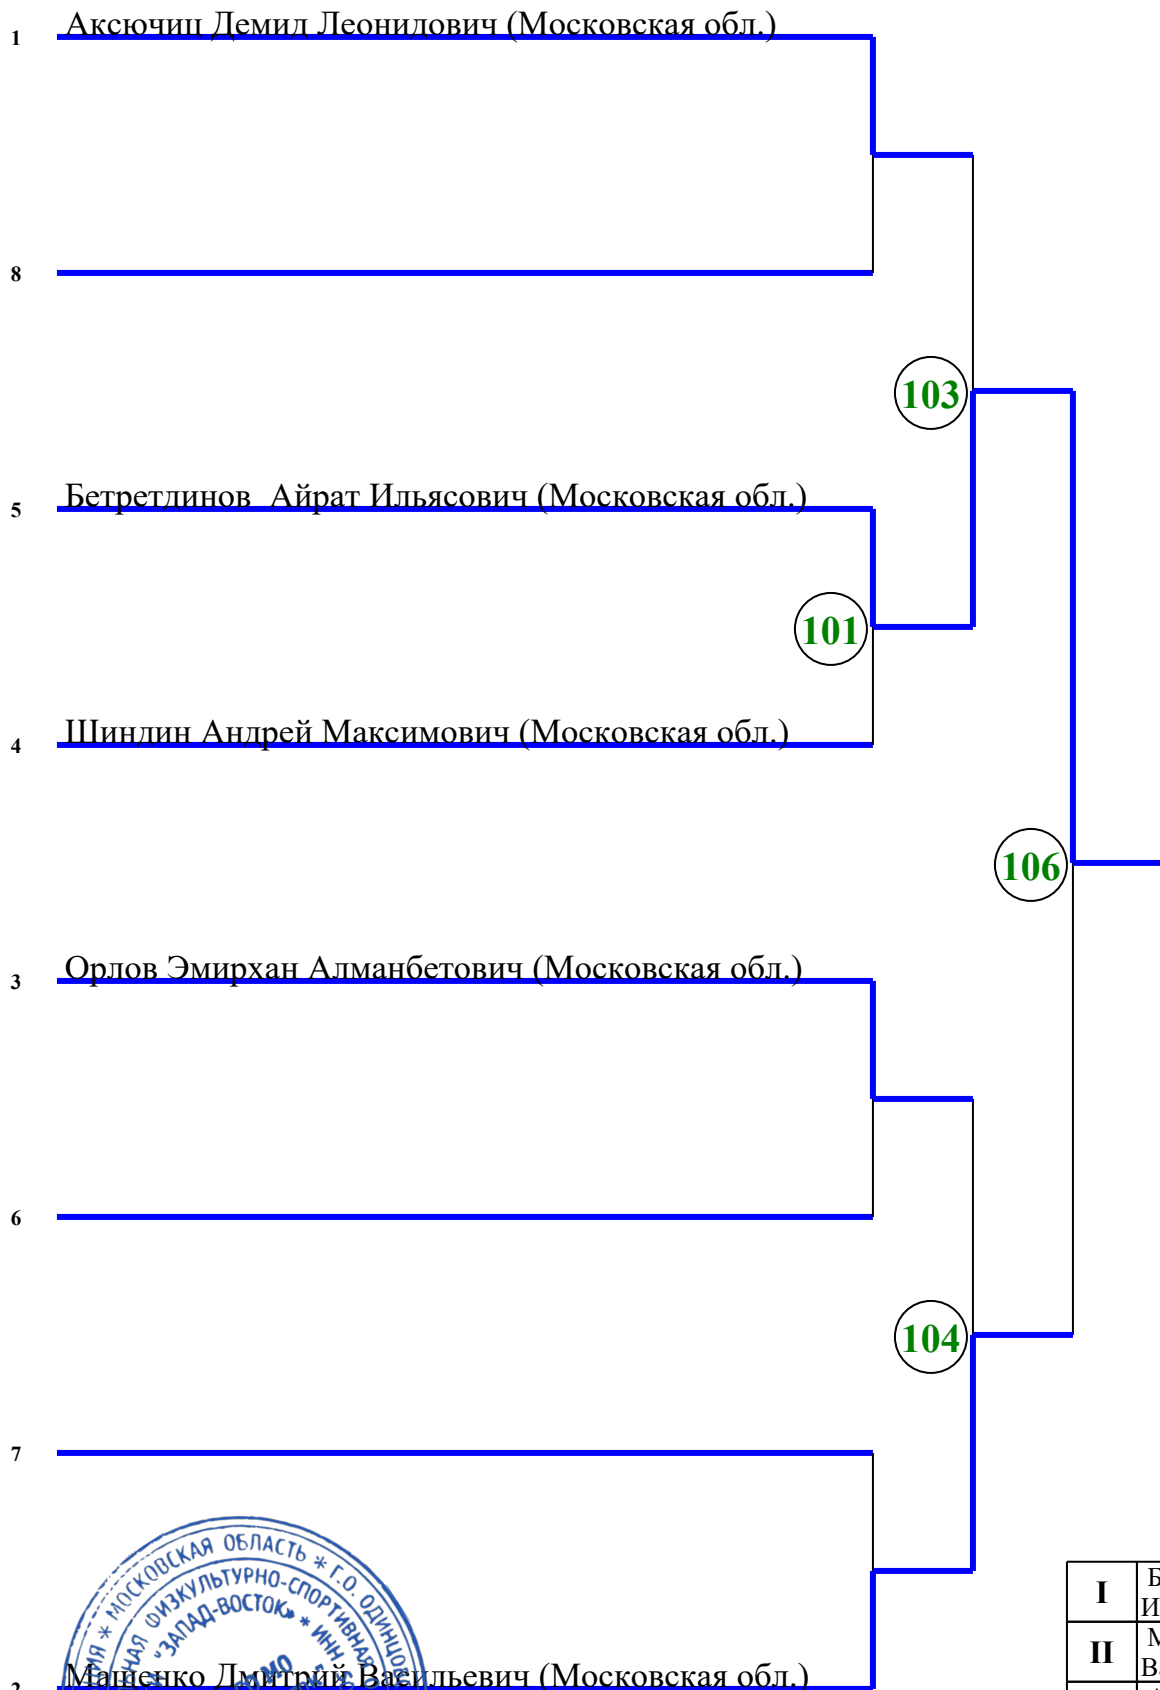 1 Аксючиц Демид Леонидович (Московская обл.)
8
103
5 Бетретдинов Айрат Ильясович (Московская обл.)
101
4 Шиндин Андрей Максимович (Московская обл.)
106
3 Орлов Эмирхан Алманбетович (Московская обл.)
6
104
7
МОСКОВСКАЯ ОБЛАСТЬ * Г.О. ОДИНЦОВ
ФИЗКУЛЬТУРНО-СПОРТИВНАЯ
"ЗАПАД-ВОСТОК» * ИНН
МО
I
II
Мащенко Дмитрий Васильевич (Московская обл.)